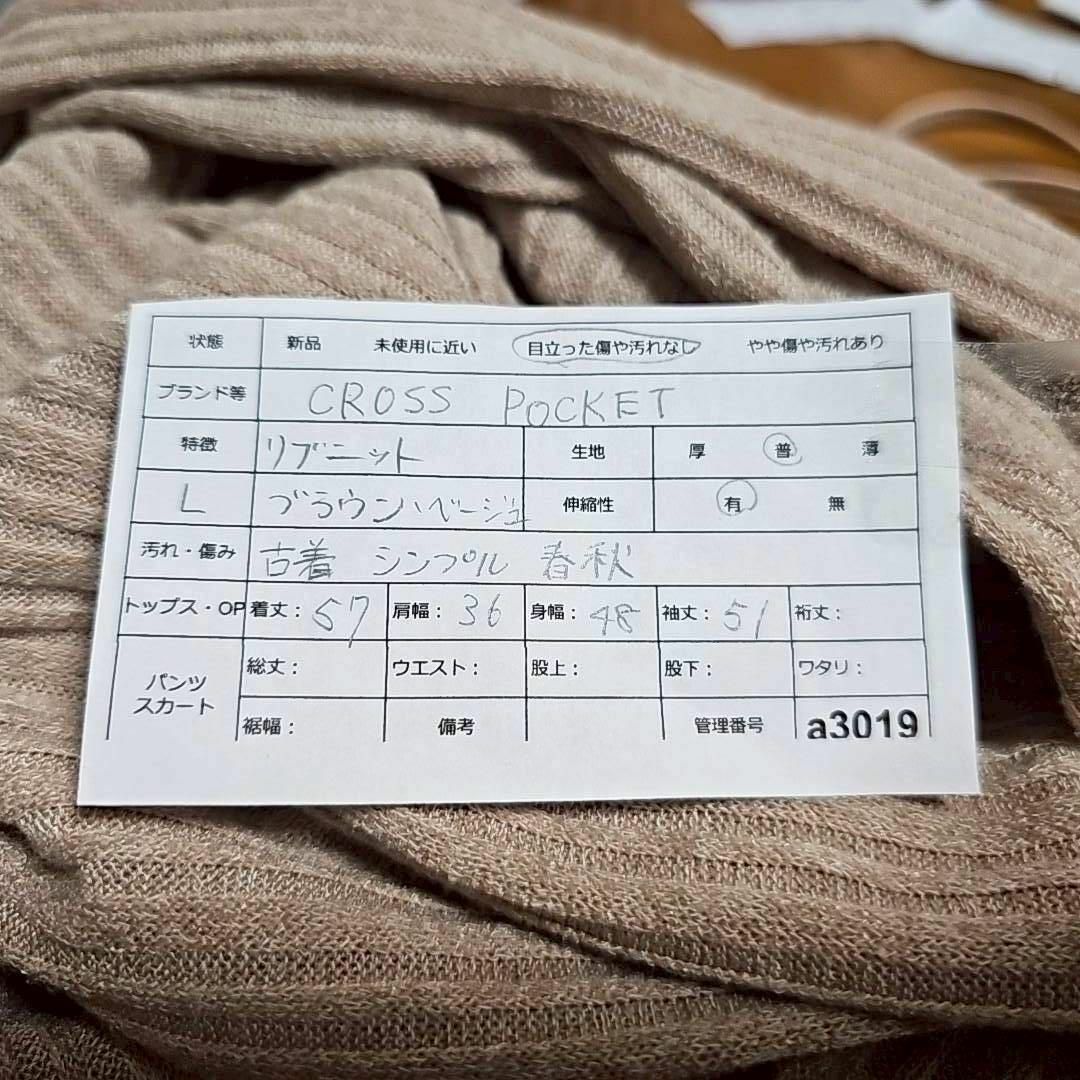 状態 新品 未使用に近い 目立った傷や汚れなし やや傷や汚れあり
ブランド等 CROSS POCKET
特徴 リブニット 生地 厚 普 薄
L ブラウン、ベージュ 伸縮性 有 無
汚れ・傷み 古着 シンプル 春秋
トップス・OP 着丈： 57 肩幅： 36 身幅： 48 袖丈： 51 裄丈：
パンツ スカート 総丈： ウエスト： 股上： 股下： ワタリ：
裾幅： 備考 管理番号 a3019